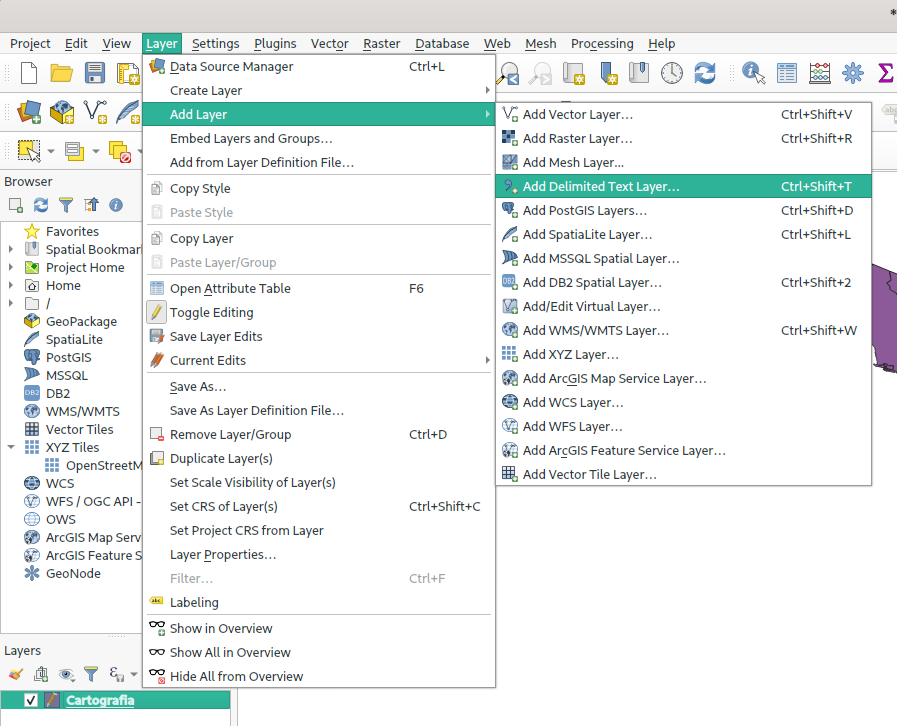 *
Project Edit View Layer Settings Plugins Vector Raster Database Web Mesh Processing Help
Data Source Manager Ctrl+L
Create Layer
Add Layer
Embed Layers and Groups…
Add from Layer Definition File…
Copy Style
Paste Style
Copy Layer
Paste Layer/Group
Open Attribute Table F6
Toggle Editing
Save Layer Edits
Current Edits
Save As…
Save As Layer Definition File…
Remove Layer/Group Ctrl+D
Duplicate Layer(s)
Set Scale Visibility of Layer(s)
Set CRS of Layer(s) Ctrl+Shift+C
Set Project CRS from Layer
Layer Properties…
Filter… Ctrl+F
abc Labeling
Show in Overview
Show All in Overview
Hide All from Overview
Add Vector Layer… Ctrl+Shift+V
Add Raster Layer… Ctrl+Shift+R
Add Mesh Layer...
Add Delimited Text Layer… Ctrl+Shift+T
Add PostGIS Layers… Ctrl+Shift+D
Add SpatiaLite Layer… Ctrl+Shift+L
Add MSSQL Spatial Layer…
DB2 Add DB2 Spatial Layer… Ctrl+Shift+2
Add/Edit Virtual Layer…
Add WMS/WMTS Layer… Ctrl+Shift+W
Add XYZ Layer…
Add ArcGIS Map Service Layer…
Add WCS Layer…
Add WFS Layer…
Add ArcGIS Feature Service Layer…
Add Vector Tile Layer…
Σ
abc
Browser
Favorites
Spatial Bookmar
Project Home
Home
/
GeoPackage
SpatiaLite
PostGIS
MSSQL
DB2 DB2
WMS/WMTS
Vector Tiles
XYZ Tiles
OpenStreetM
WCS
WFS / OGC API -
OWS
ArcGIS Map Serv
ArcGIS Feature S
GeoNode
Layers
Cartografia